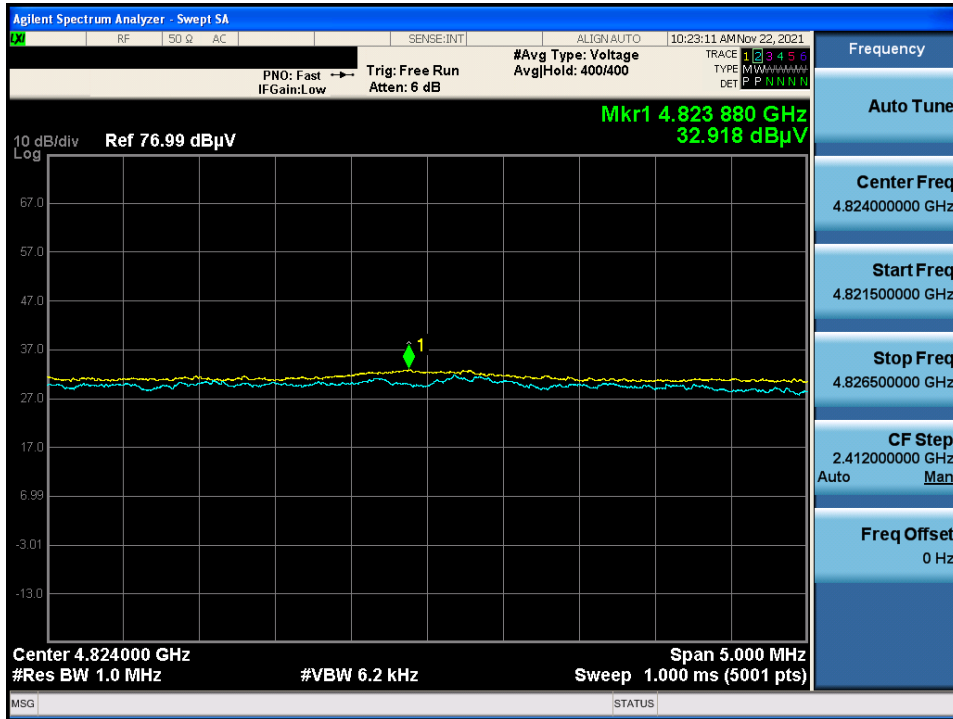 Agilent Spectrum Analyzer - Swept SA
LXI RF 50 Ω AC SENSE:INT ALIGN AUTO 10:23:11 AM Nov 22, 2021
PNO: Fast
IFGain:Low
Trig: Free Run
Atten: 6 dB
#Avg Type: Voltage
Avg|Hold: 400/400
TRACE 1 2 3 4 5 6
TYPE M W W W W W
DET P P N N N N
Mkr1 4.823 880 GHz
32.918 dBµV
10 dB/div Ref 76.99 dBµV
Log
67.0
57.0
47.0
37.0
27.0
17.0
6.99
-3.01
-13.0
1
Center 4.824000 GHz Span 5.000 MHz
#Res BW 1.0 MHz #VBW 6.2 kHz Sweep 1.000 ms (5001 pts)
MSG STATUS
Frequency
Auto Tune
Center Freq
4.824000000 GHz
Start Freq
4.821500000 GHz
Stop Freq
4.826500000 GHz
CF Step
2.412000000 GHz
Auto Man
Freq Offset
0 Hz